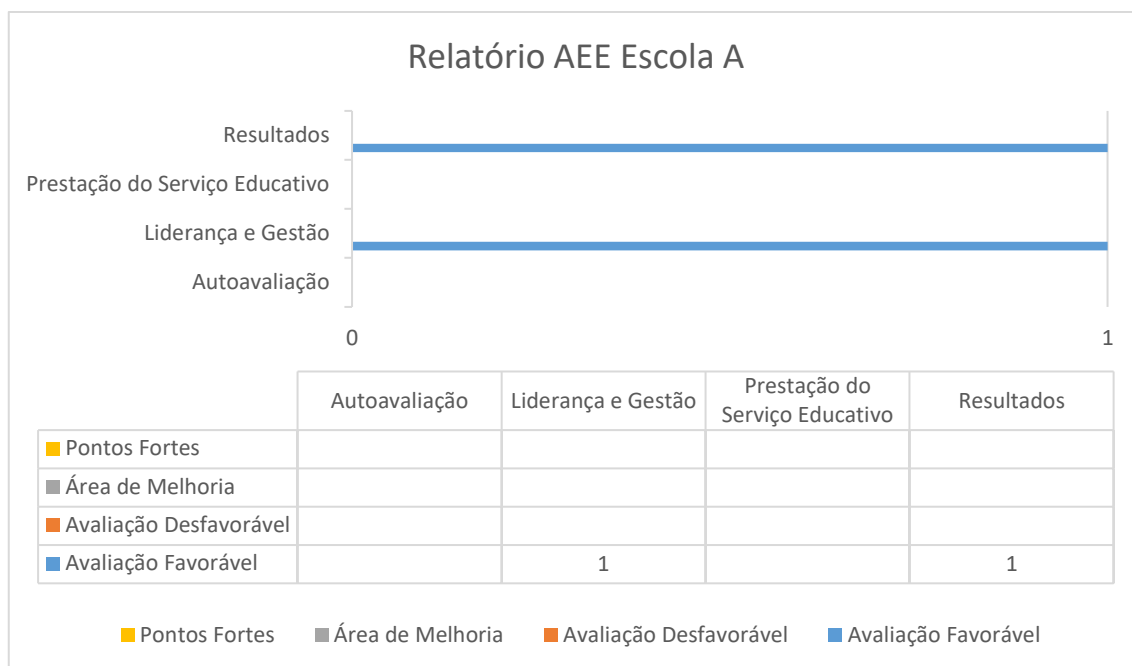 Relatório AEE Escola A
Resultados
Prestação do Serviço Educativo
Liderança e Gestão
Autoavaliação
0 1
Autoavaliação Liderança e Gestão Prestação do Serviço Educativo Resultados
Pontos Fortes
Área de Melhoria
Avaliação Desfavorável
Avaliação Favorável 1 1
Pontos Fortes Área de Melhoria Avaliação Desfavorável Avaliação Favorável